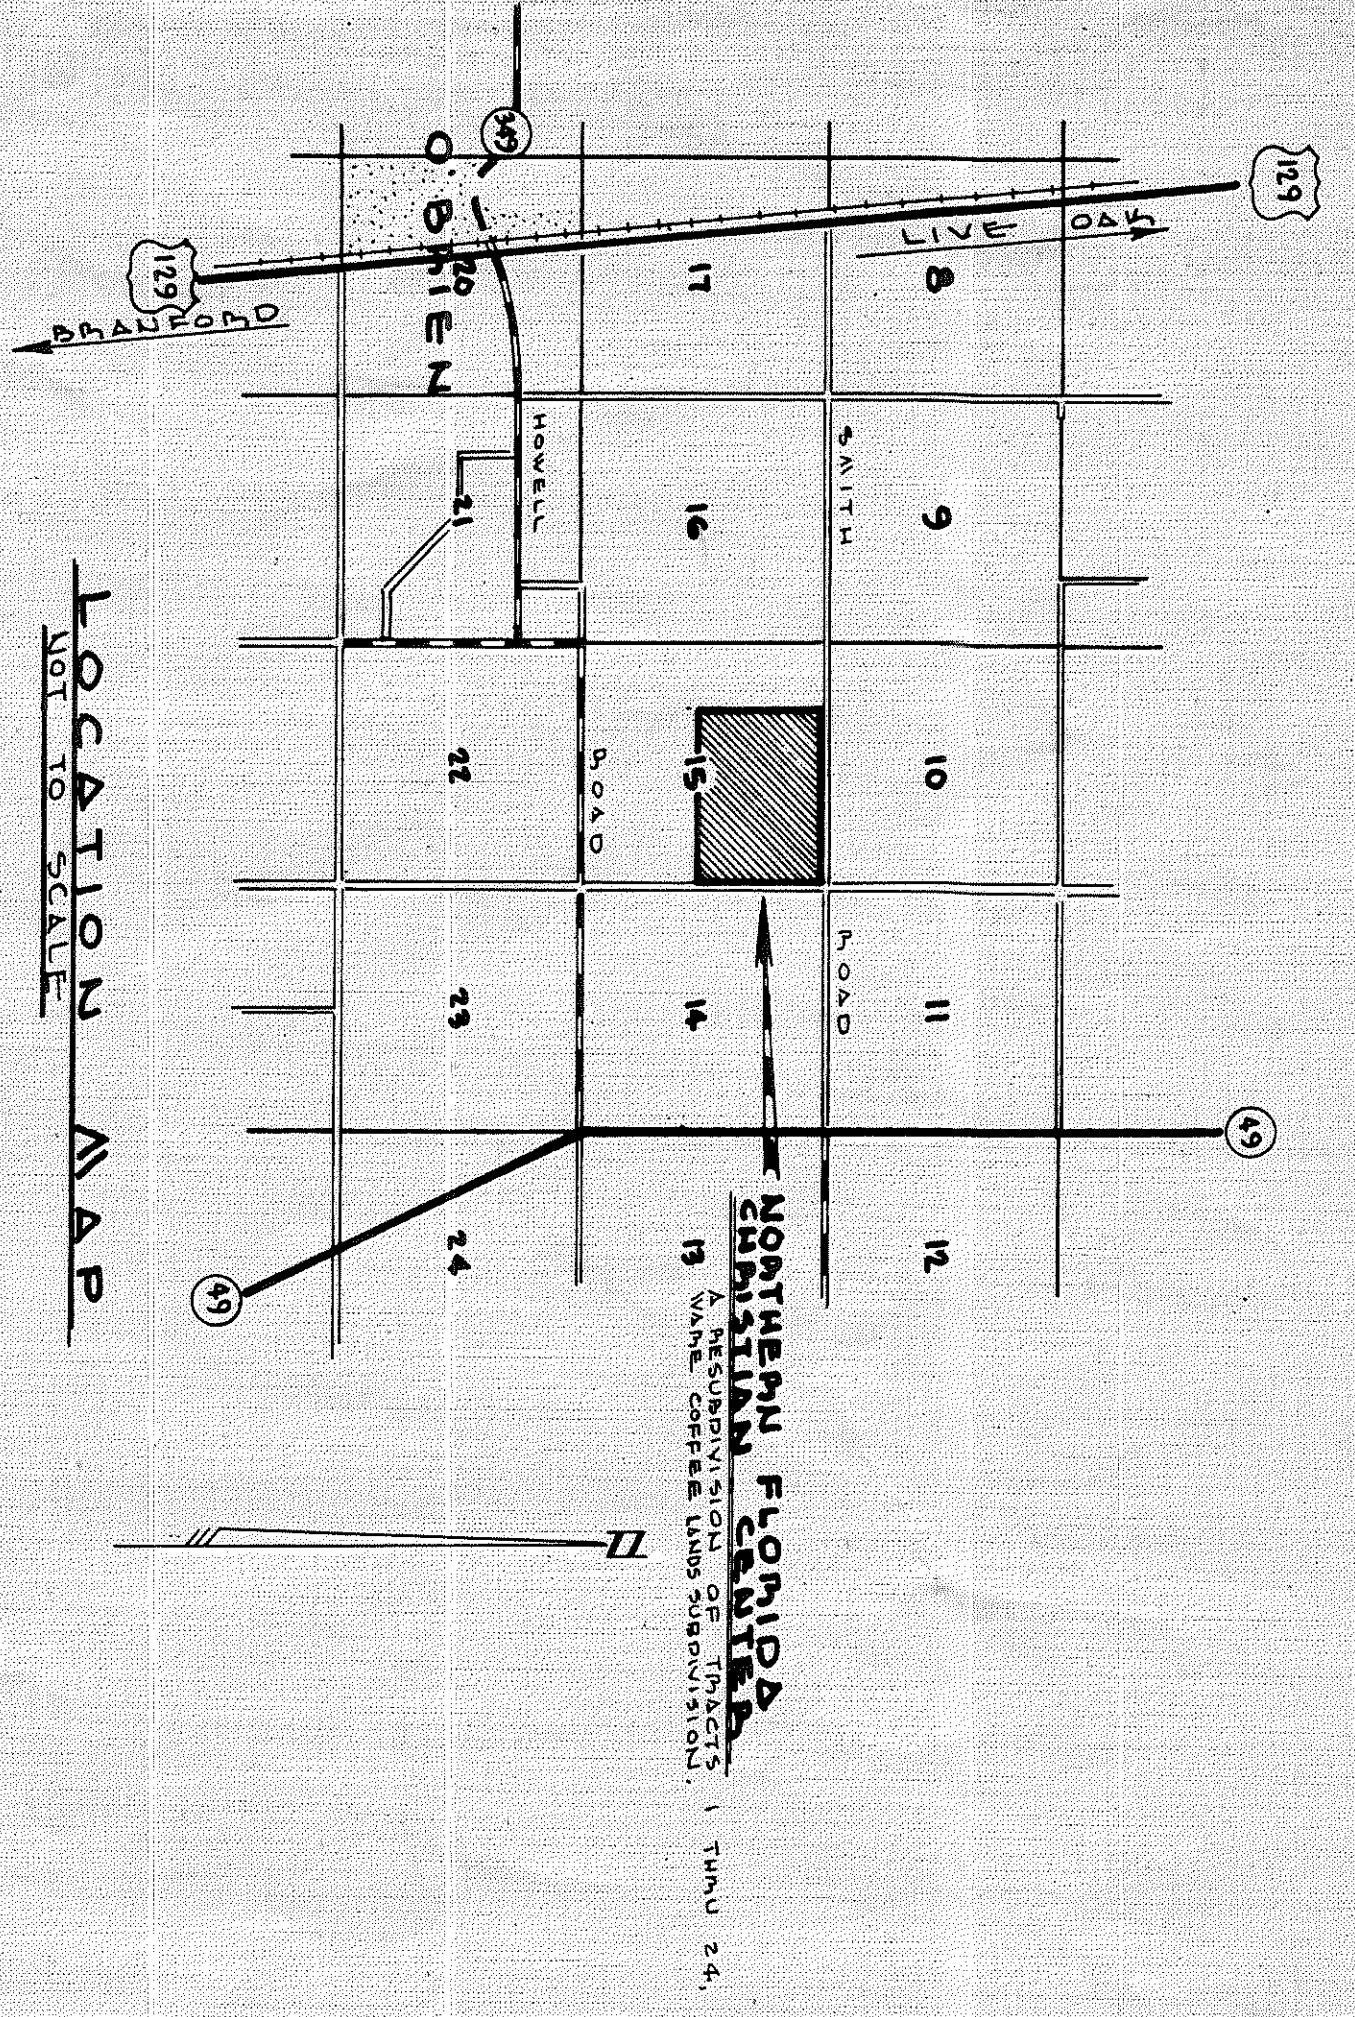 129
LIVE OAK
8
9
10
11
12
49
SMITH
ROAD
17
16
15
14
13
NORTHERN FLORIDA
CHRISTIAN CENTER
A RESUBDIVISION OF TRACTS 1 THRU 24,
WARE COFFEE LANDS SUBDIVISION.
349
HOWELL
ROAD
O BRIEN
20
21
22
23
24
129
BRANFORD
49
LOCATION MAP
NOT TO SCALE
N